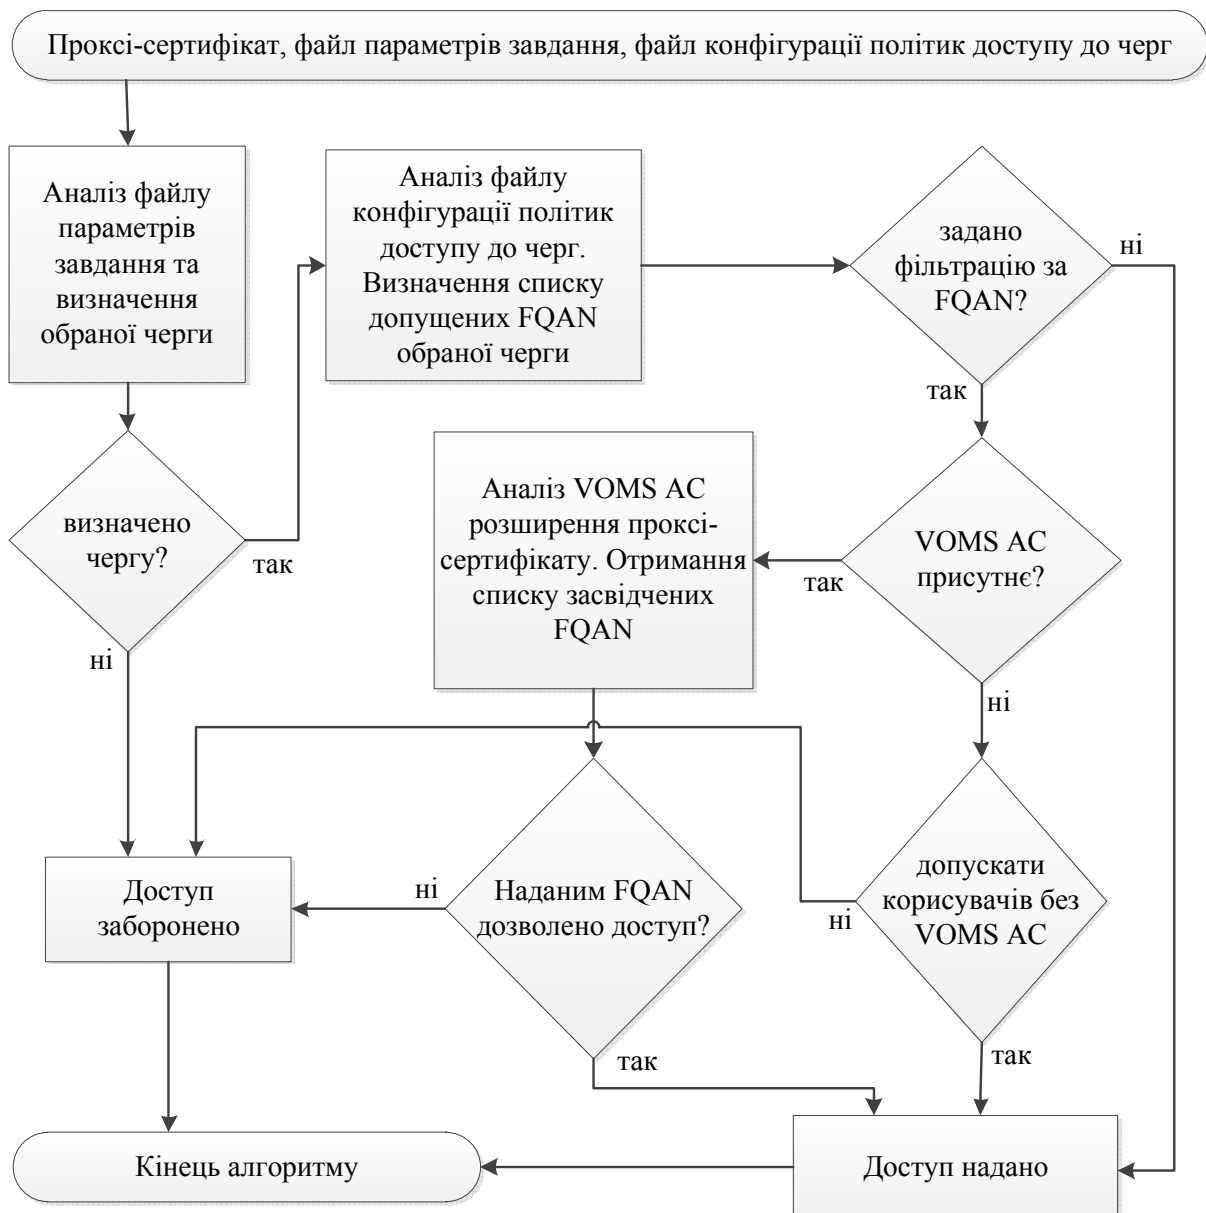 Проксі-сертифікат, файл параметрів завдання, файл конфігурації політик доступу до черг
Аналіз файлу
параметрів
завдання та
визначення
обраної черги
Аналіз файлу
конфігурації політик
доступу до черг.
Визначення списку
допущених FQAN
обраної черги
задано
фільтрацію за
FQAN?
ні
так
визначено
чергу?
так
ні
Аналіз VOMS AC
розширення проксі-
сертифікату. Отримання
списку засвідчених
FQAN
VOMS AC
присутнє?
так
ні
Доступ
заборонено
ні
Наданим FQAN
дозволено доступ?
так
допускати
корисувачів без
VOMS AC
ні
так
Кінець алгоритму
Доступ надано